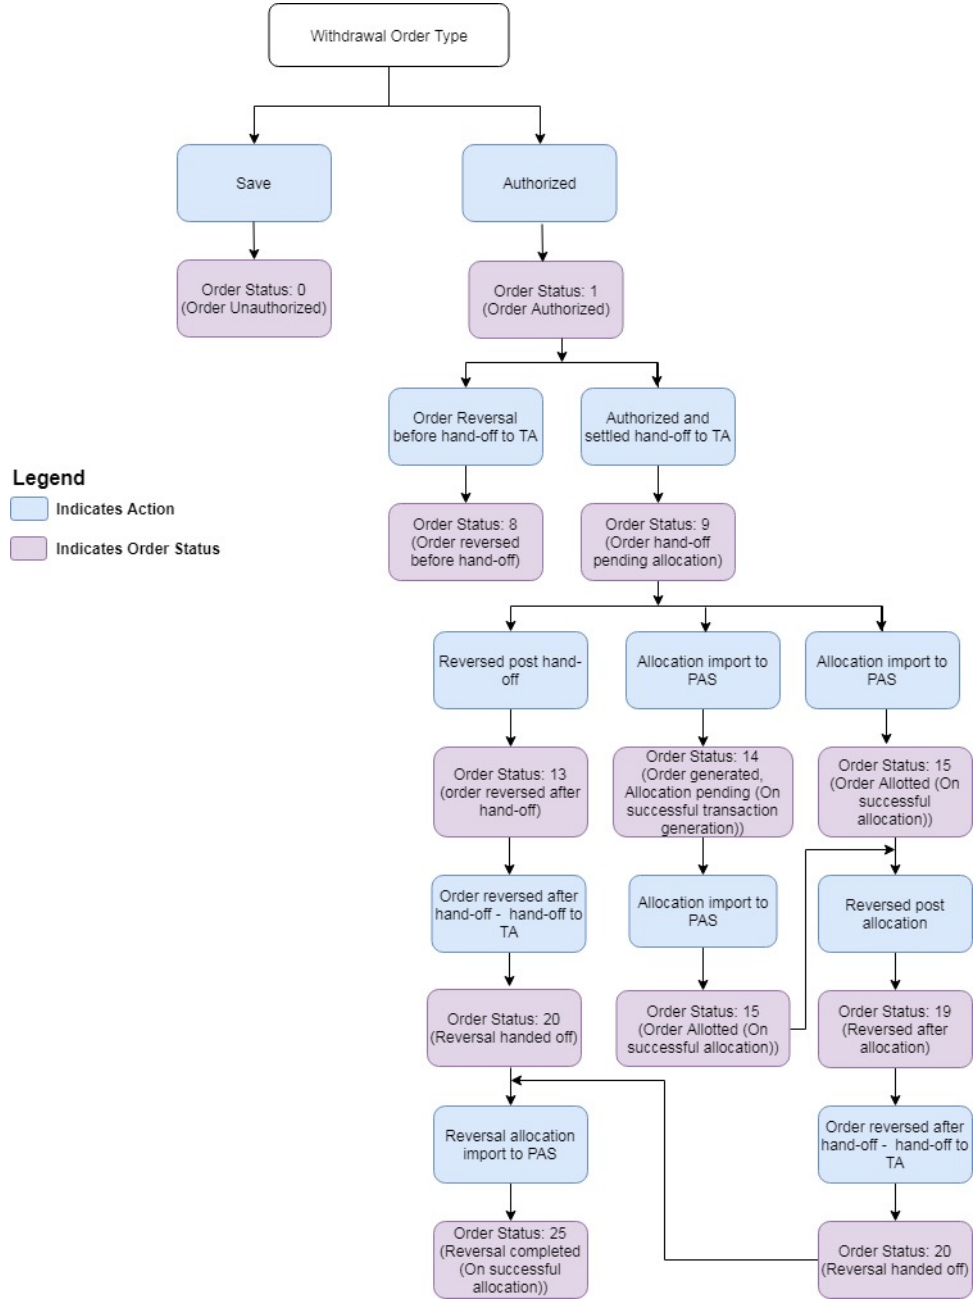 Withdrawal Order Type
Save
Authorized
Order Status: 0
(Order Unauthorized)
Order Status: 1
(Order Authorized)
Order Reversal
before hand-off to TA
Authorized and
settled hand-off to TA
Legend
Indicates Action
Indicates Order Status
Order Status: 8
(Order reversed
before hand-off)
Order Status: 9
(Order hand-off
pending allocation)
Reversed post hand-
off
Allocation import to
PAS
Allocation import to
PAS
Order Status: 13
(order reversed after
hand-off)
Order Status: 14
(Order generated,
Allocation pending (On
successful transaction
generation))
Order Status: 15
(Order Allotted (On
successful
allocation))
Order reversed after
hand-off - hand-off to
TA
Allocation import to
PAS
Reversed post
allocation
Order Status: 20
(Reversal handed off)
Order Status: 15
(Order Allotted (On
successful allocation))
Order Status: 19
(Reversed after
allocation)
Reversal allocation
import to PAS
Order reversed after
hand-off - hand-off to
TA
Order Status: 25
(Reversal completed
(On successful
allocation))
Order Status: 20
(Reversal handed off)